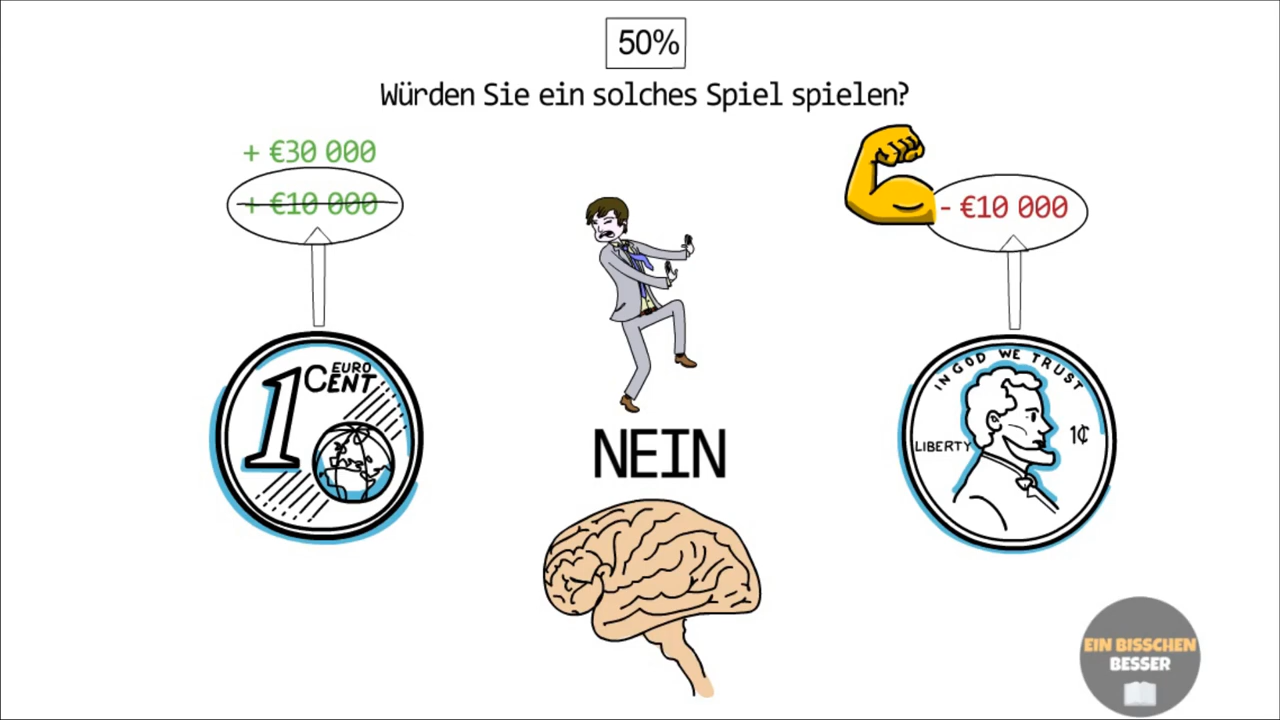 50%
Würden Sie ein solches Spiel spielen?
+ €30 000
+ €10 000
- €10 000
1 EURO
CENT
IN GOD WE TRUST
LIBERTY
1¢
NEIN
EIN BISSCHEN
BESSER